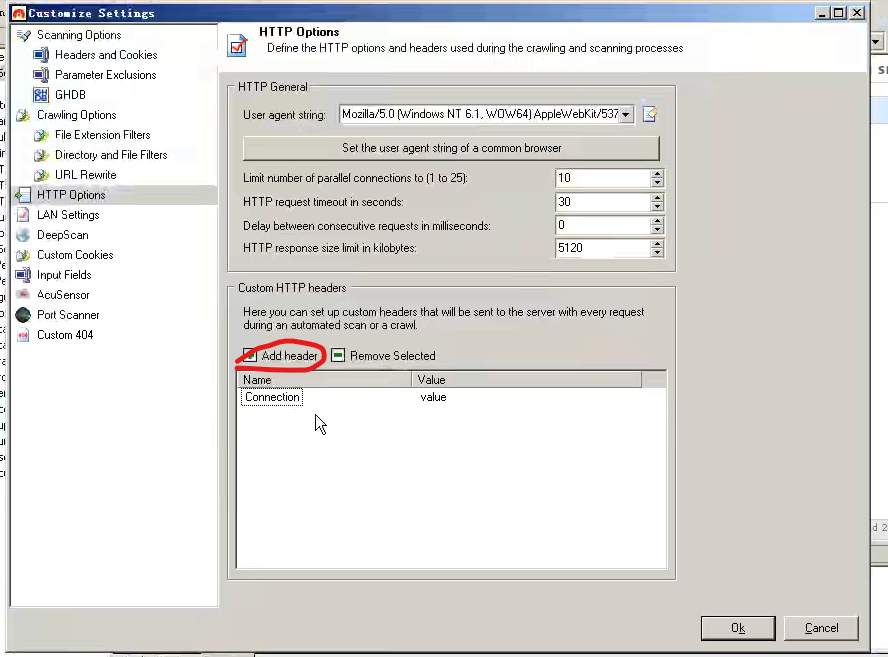 Customize Settings
Scanning Options
Headers and Cookies
Parameter Exclusions
GHDB
Crawling Options
File Extension Filters
Directory and File Filters
URL Rewrite
HTTP Options
LAN Settings
DeepScan
Custom Cookies
Input Fields
AcuSensor
Port Scanner
Custom 404
HTTP Options
Define the HTTP options and headers used during the crawling and scanning processes
HTTP General
User agent string: Mozilla/5.0 (Windows NT 6.1, WOW64) AppleWebKit/537
Set the user agent string of a common browser
Limit number of parallel connections to (1 to 25): 10
HTTP request timeout in seconds: 30
Delay between consecutive requests in milliseconds: 0
HTTP response size limit in kilobytes: 5120
Custom HTTP headers
Here you can set up custom headers that will be sent to the server with every request
during an automated scan or a crawl.
Add header Remove Selected
Name Value
Connection value
Ok Cancel